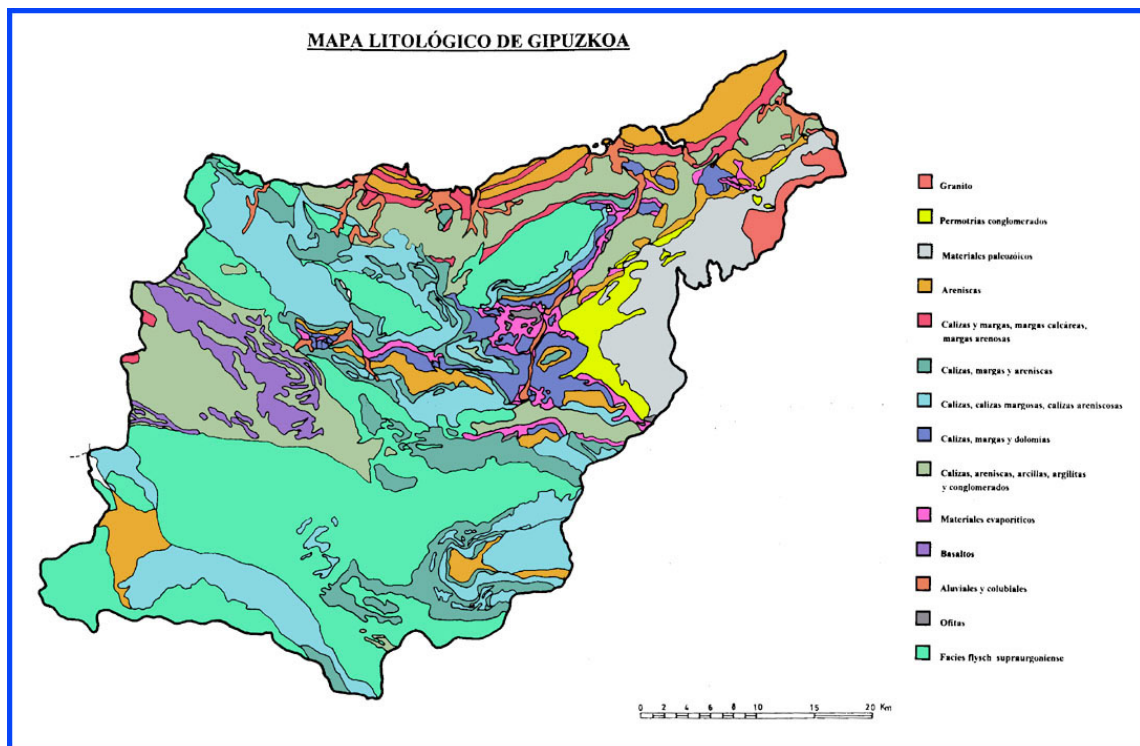 MAPA LITOLÓGICO DE GIPUZKOA
Granito
Permotrías conglomerados
Materiales paleozóicos
Areniscas
Calizas y margas, margas calcáreas,
margas arenosas
Calizas, margas y areniscas
Calizas, calizas margosas, calizas areniscosas
Calizas, margas y dolomías
Calizas, areniscas, arcillas, argilitas
y conglomerados
Materiales evaporíticos
Basaltos
Aluviales y colubiales
Ofitas
Facies flysch supraurgoniense
0 2 4 6 8 10 15 20 Km